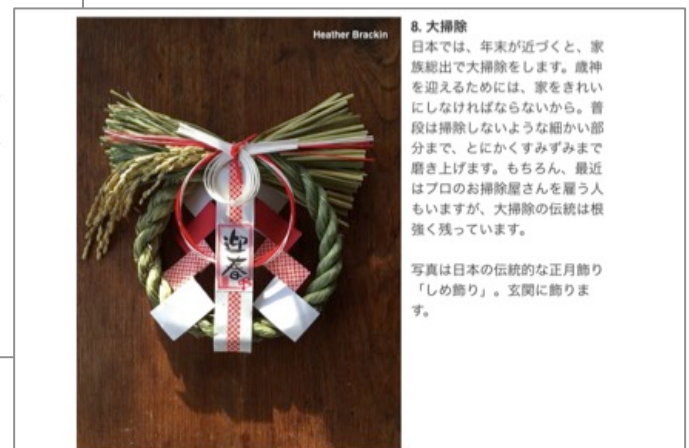 Heather Brackin
迎春
8. 大掃除
日本では、年末が近づくと、家
族総出で大掃除をします。歳神
を迎えるためには、家をきれい
にしなければならないから。普
段は掃除しないような細かい部
分まで、とにかくすみずみまで
磨き上げます。もちろん、最近
はプロのお掃除屋さんを雇う人
もいますが、大掃除の伝統は根
強く残っています。
写真は日本の伝統的な正月飾り
「しめ飾り」。玄関に飾りま
す。